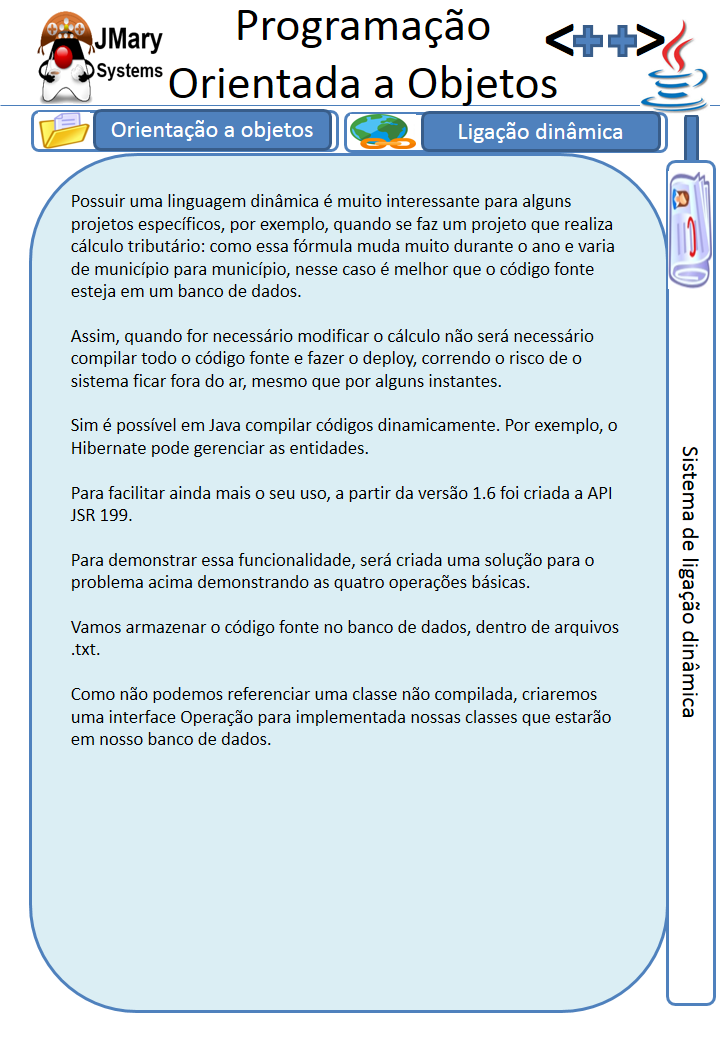 JMary
Systems
Programação
Orientada a Objetos
<++>
Orientação a objetos
Ligação dinâmica
Possuir uma linguagem dinâmica é muito interessante para alguns
projetos específicos, por exemplo, quando se faz um projeto que realiza
cálculo tributário: como essa fórmula muda muito durante o ano e varia
de município para município, nesse caso é melhor que o código fonte
esteja em um banco de dados.
Assim, quando for necessário modificar o cálculo não será necessário
compilar todo o código fonte e fazer o deploy, correndo o risco de o
sistema ficar fora do ar, mesmo que por alguns instantes.
Sim é possível em Java compilar códigos dinamicamente. Por exemplo, o
Hibernate pode gerenciar as entidades.
Para facilitar ainda mais o seu uso, a partir da versão 1.6 foi criada a API
JSR 199.
Para demonstrar essa funcionalidade, será criada uma solução para o
problema acima demonstrando as quatro operações básicas.
Vamos armazenar o código fonte no banco de dados, dentro de arquivos
.txt.
Como não podemos referenciar uma classe não compilada, criaremos
uma interface Operação para implementada nossas classes que estarão
em nosso banco de dados.
Sistema de ligação dinâmica